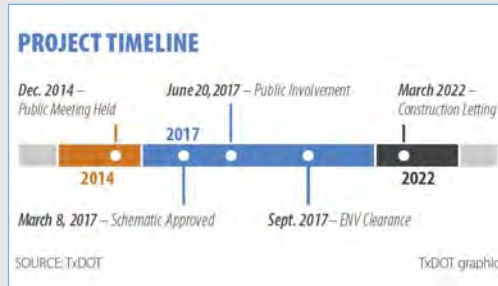 PROJECT TIMELINE
Dec. 2014 –
Public Meeting Held
June 20, 2017 – Public Involvement
March 2022 –
Construction Letting
2017
2014
2022
March 8, 2017 – Schematic Approved
Sept. 2017 – ENV Clearance
SOURCE: TxDOT
TxDOT graphic